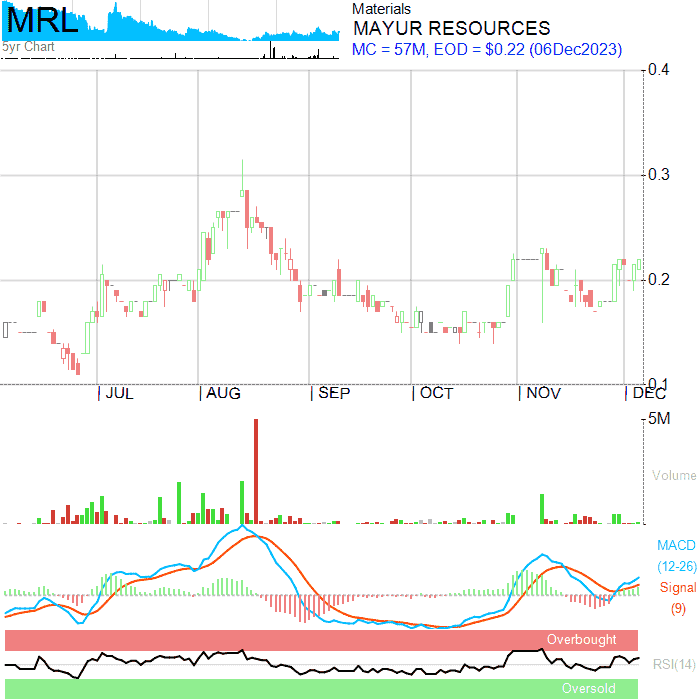 MRL
5yr Chart
Materials
MAYUR RESOURCES
MC = 57M, EOD = $0.22 (06Dec2023)
0.4
0.3
0.2
0.1
JUL
AUG
SEP
OCT
NOV
DEC
5M
Volume
MACD
(12-26)
Signal
(9)
Overbought
RSI(14)
Oversold